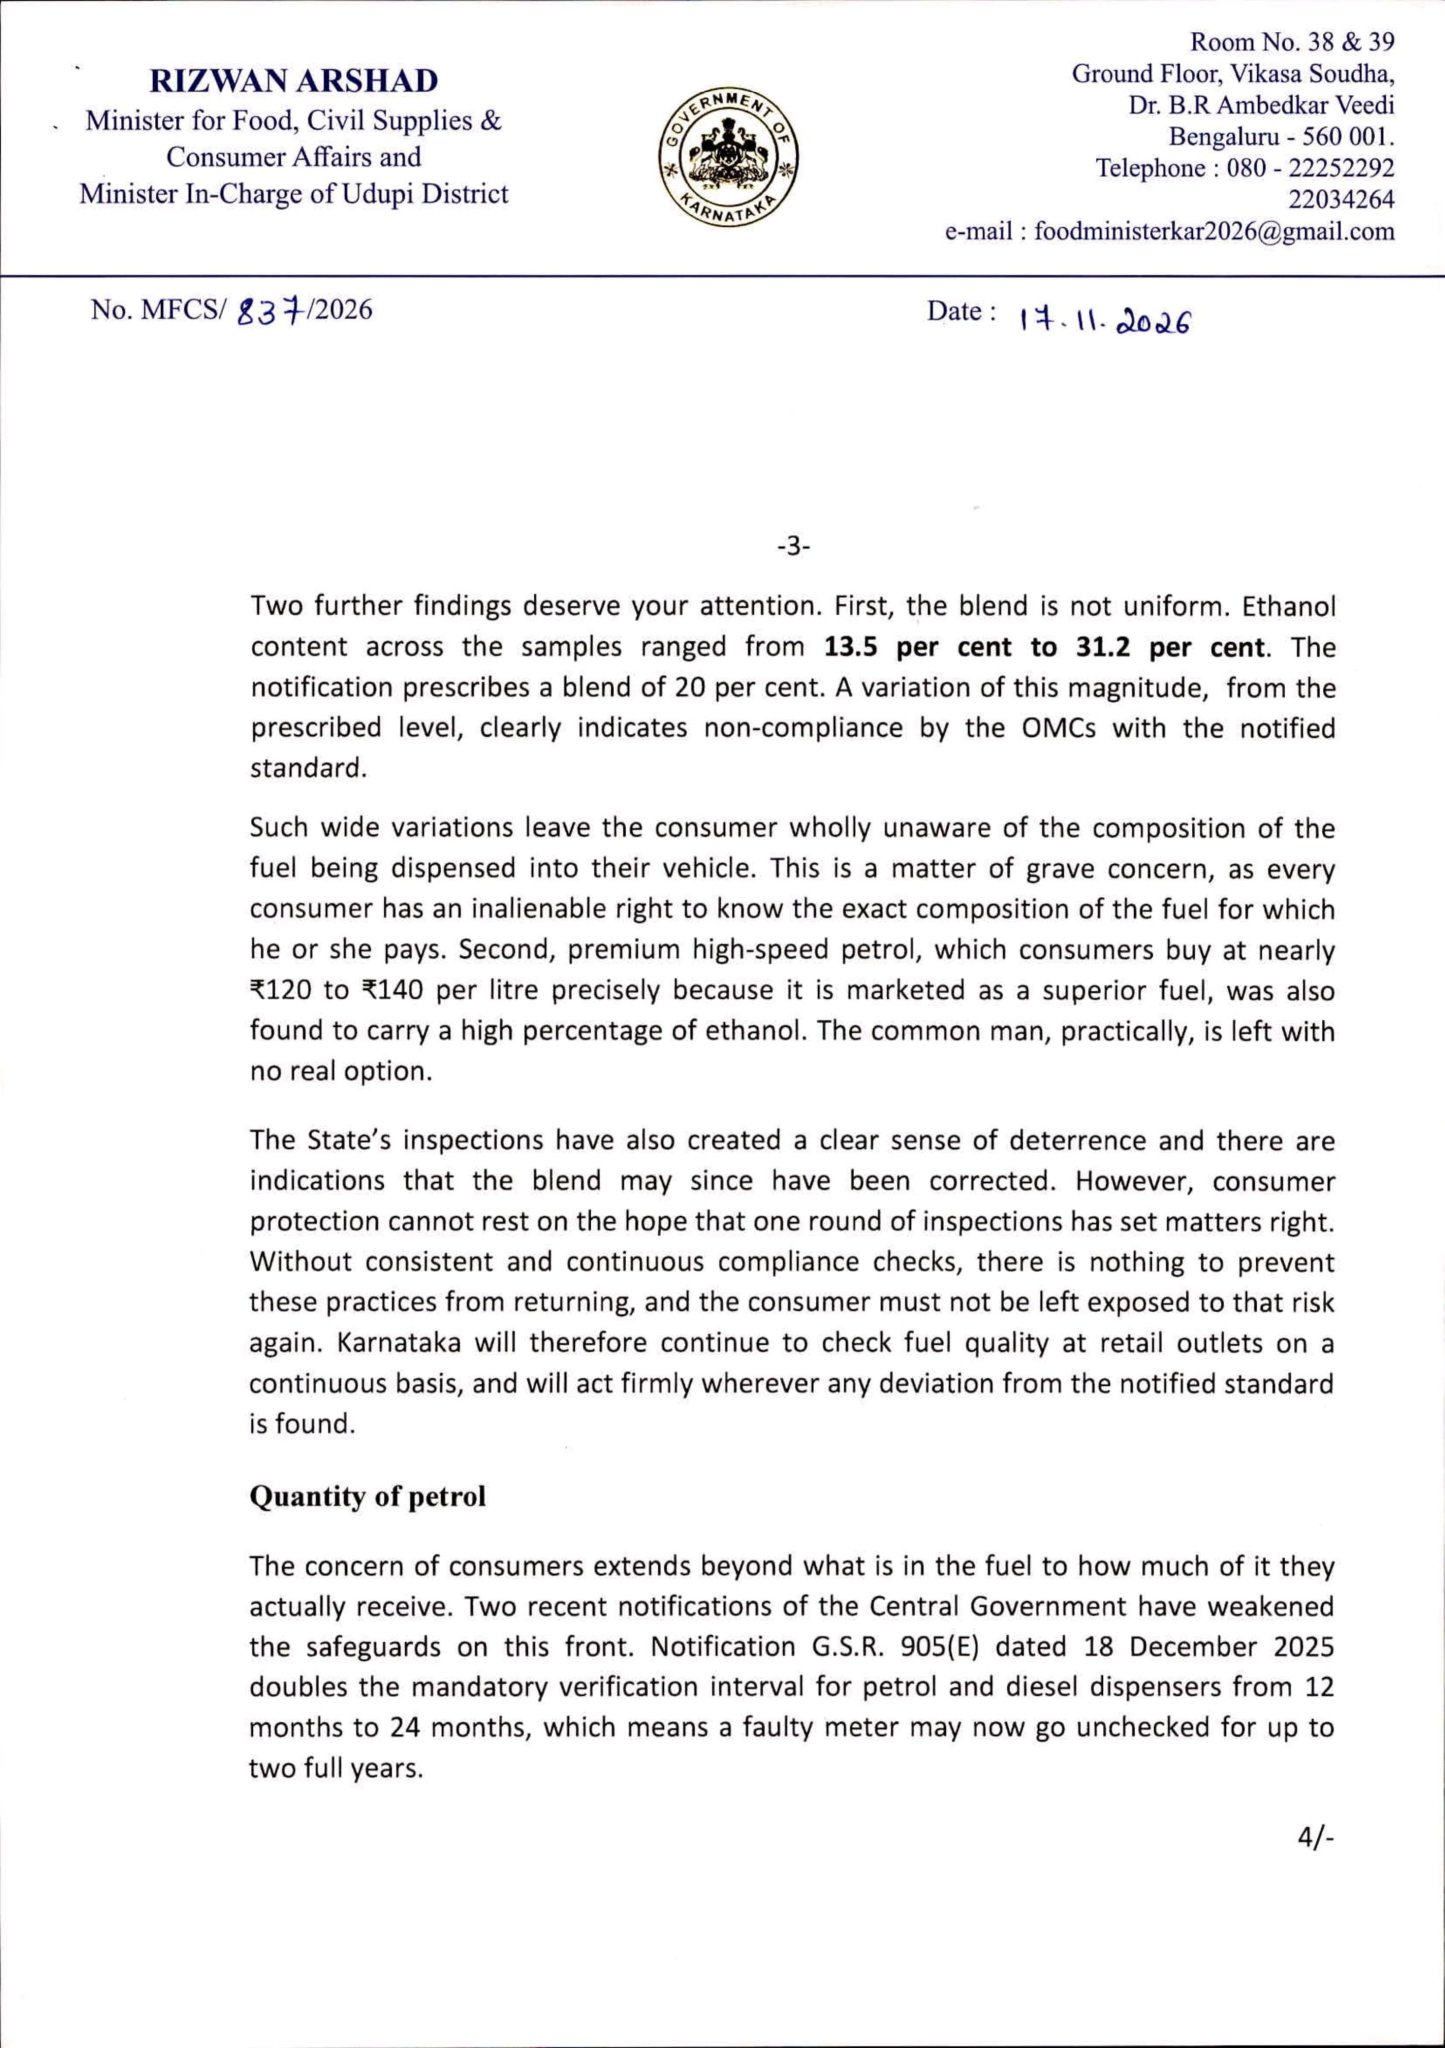 RIZWAN ARSHAD
Minister for Food, Civil Supplies &
Consumer Affairs and
Minister In-Charge of Udupi District
GOVERNMENT OF
KARNATAKA
Room No. 38 & 39
Ground Floor, Vikasa Soudha,
Dr. B.R Ambedkar Veedi
Bengaluru - 560 001.
Telephone : 080 - 22252292
22034264
e-mail : foodministerkar2026@gmail.com
No. MFCS/ 837/2026
Date : 17.11.2026
-3-
Two further findings deserve your attention. First, the blend is not uniform. Ethanol
content across the samples ranged from 13.5 per cent to 31.2 per cent. The
notification prescribes a blend of 20 per cent. A variation of this magnitude, from the
prescribed level, clearly indicates non-compliance by the OMCs with the notified
standard.
Such wide variations leave the consumer wholly unaware of the composition of the
fuel being dispensed into their vehicle. This is a matter of grave concern, as every
consumer has an inalienable right to know the exact composition of the fuel for which
he or she pays. Second, premium high-speed petrol, which consumers buy at nearly
₹120 to ₹140 per litre precisely because it is marketed as a superior fuel, was also
found to carry a high percentage of ethanol. The common man, practically, is left with
no real option.
The State’s inspections have also created a clear sense of deterrence and there are
indications that the blend may since have been corrected. However, consumer
protection cannot rest on the hope that one round of inspections has set matters right.
Without consistent and continuous compliance checks, there is nothing to prevent
these practices from returning, and the consumer must not be left exposed to that risk
again. Karnataka will therefore continue to check fuel quality at retail outlets on a
continuous basis, and will act firmly wherever any deviation from the notified standard
is found.
Quantity of petrol
The concern of consumers extends beyond what is in the fuel to how much of it they
actually receive. Two recent notifications of the Central Government have weakened
the safeguards on this front. Notification G.S.R. 905(E) dated 18 December 2025
doubles the mandatory verification interval for petrol and diesel dispensers from 12
months to 24 months, which means a faulty meter may now go unchecked for up to
two full years.
4/-